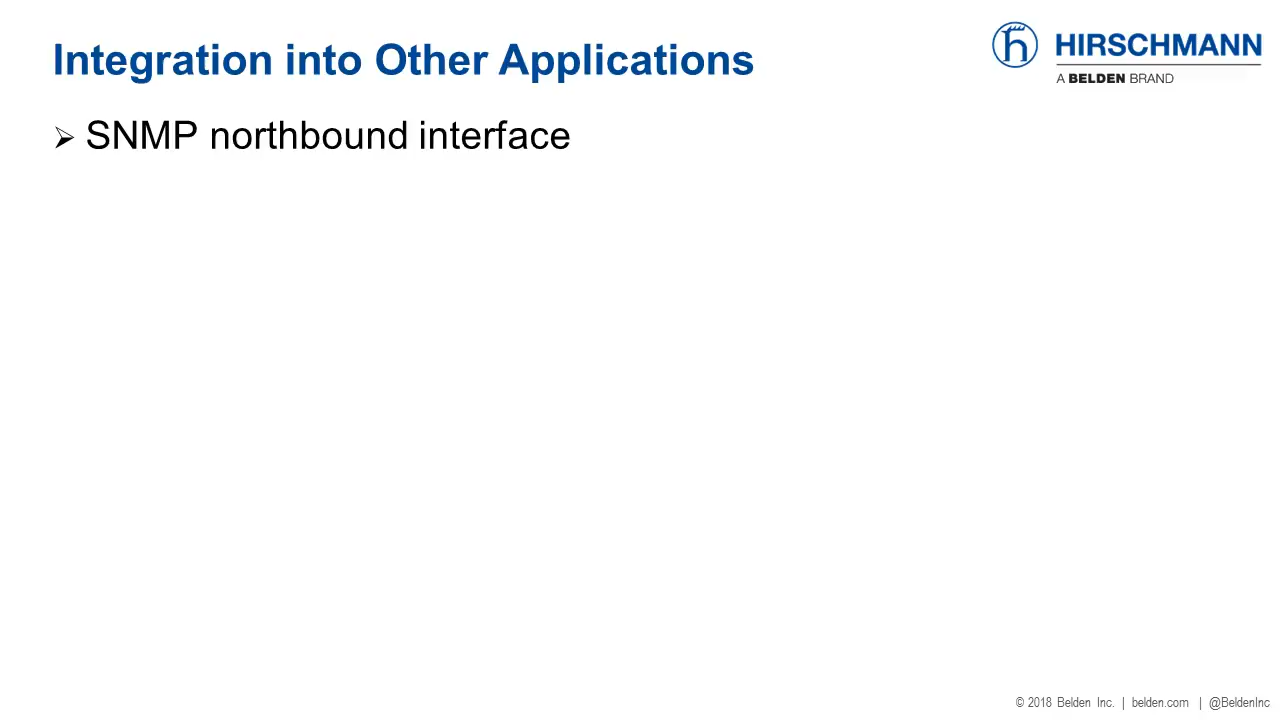 Integration into Other Applications
HIRSCHMANN
A BELDEN BRAND
➢ SNMP northbound interface
© 2018 Belden Inc. | belden.com | @BeldenInc